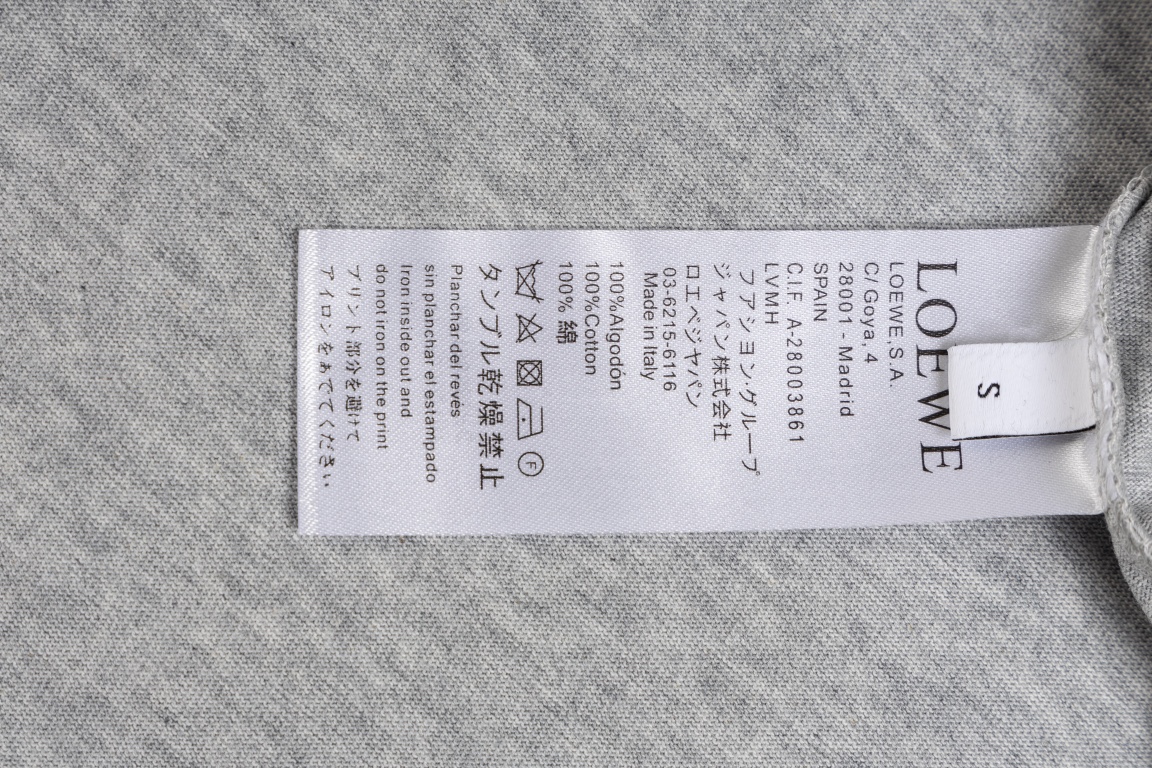 LOEWE
S
LOEWE.S.A.
C/ Goya, 4
28001 - Madrid
SPAIN
C.I.F. A-28003861
LVMH
ファシヨン·グループ
ジャパン株式会社
ロエベジヤパン
03-6215-6116
Made in Italy
100%Algodón
100%Cotton
100% 綿
F
タンブル乾燥禁止
Planchar del revés
sin planchar el estampado
Iron inside out and
do not iron on the print
プリント部分を避けて
アイロンをあててください